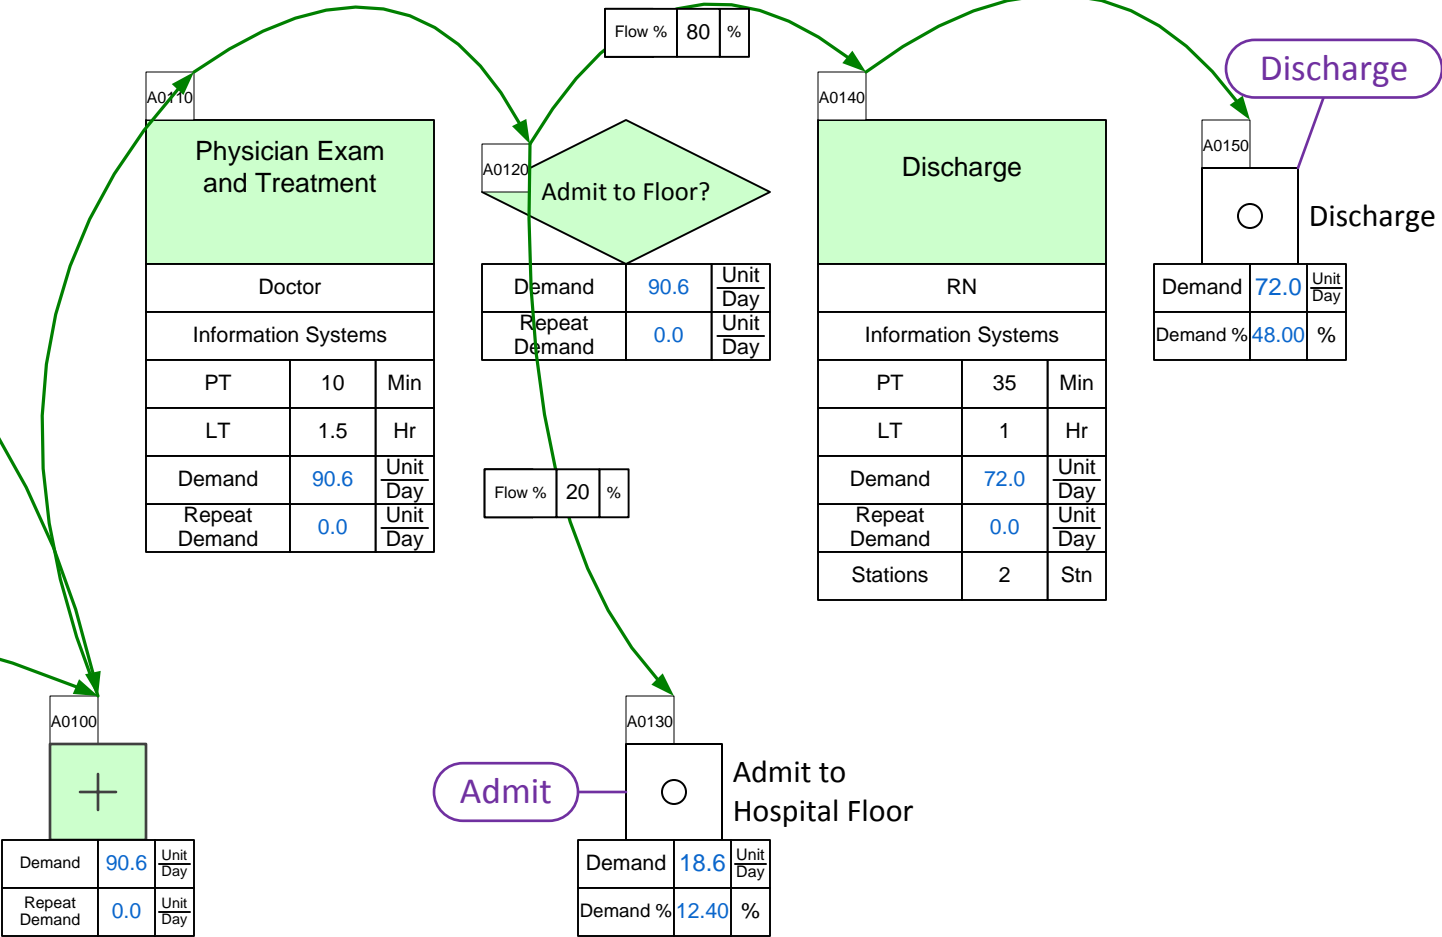 Flow % 80 %
A0110
Physician Exam
and Treatment
Doctor
Information Systems
PT 10 Min
LT 1.5 Hr
Demand 90.6 Unit
Day
Repeat
Demand 0.0 Unit
Day
A0120
Admit to Floor?
Demand 90.6 Unit
Day
Repeat
Demand 0.0 Unit
Day
Flow % 20 %
A0140
Discharge
RN
Information Systems
PT 35 Min
LT 1 Hr
Demand 72.0 Unit
Day
Repeat
Demand 0.0 Unit
Day
Stations 2 Stn
Discharge
A0150
Discharge
Demand 72.0 Unit
Day
Demand % 48.00 %
A0100
Demand 90.6 Unit
Day
Repeat
Demand 0.0 Unit
Day
A0130
Admit
Admit to
Hospital Floor
Demand 18.6 Unit
Day
Demand % 12.40 %